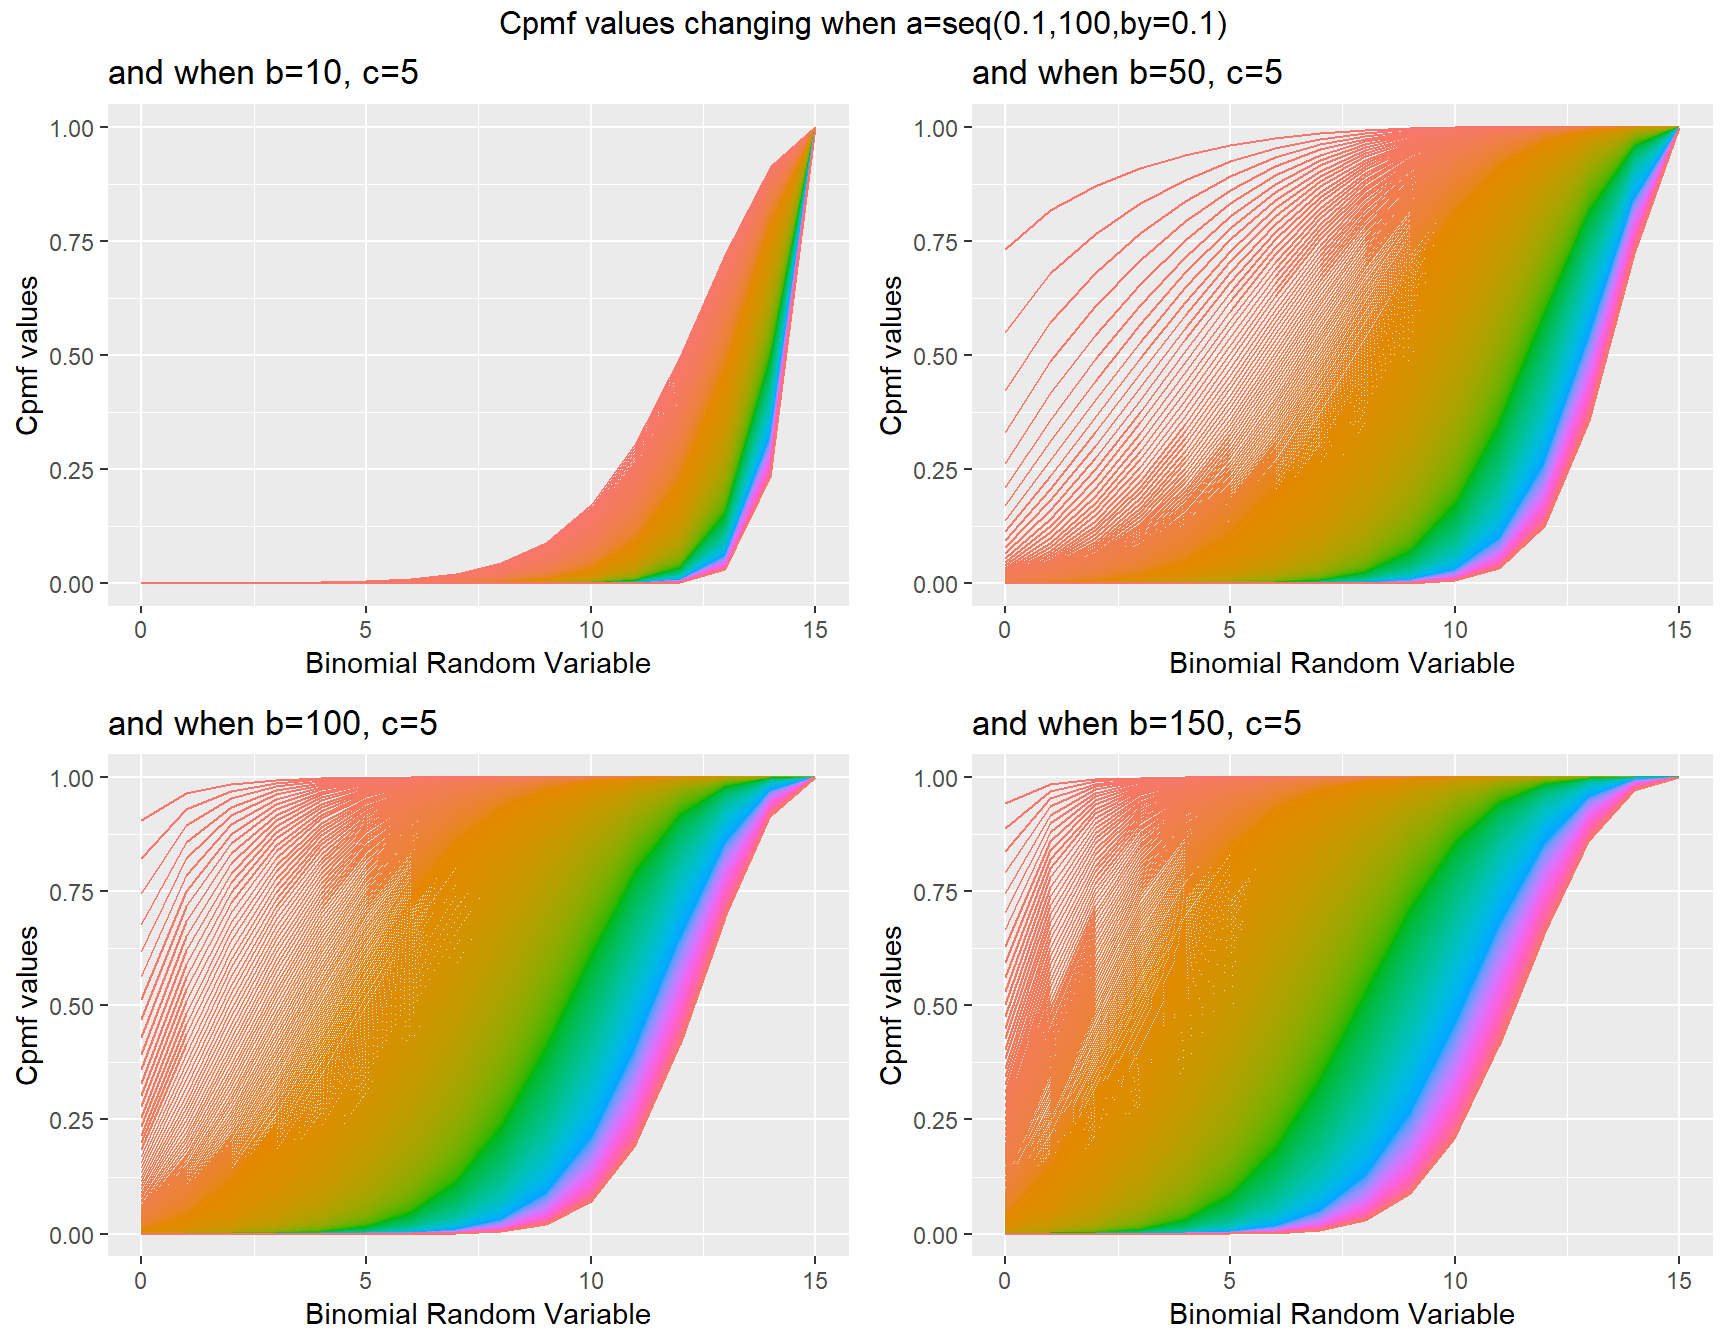 Cpmf values changing when a=seq(0.1,100,by=0.1)
and when b=10, c=5
1.00
0.75
0.50
0.25
0.00
Cpmf values
0 5 10 15
Binomial Random Variable
and when b=50, c=5
1.00
0.75
0.50
0.25
0.00
Cpmf values
0 5 10 15
Binomial Random Variable
and when b=100, c=5
1.00
0.75
0.50
0.25
0.00
Cpmf values
0 5 10 15
Binomial Random Variable
and when b=150, c=5
1.00
0.75
0.50
0.25
0.00
Cpmf values
0 5 10 15
Binomial Random Variable